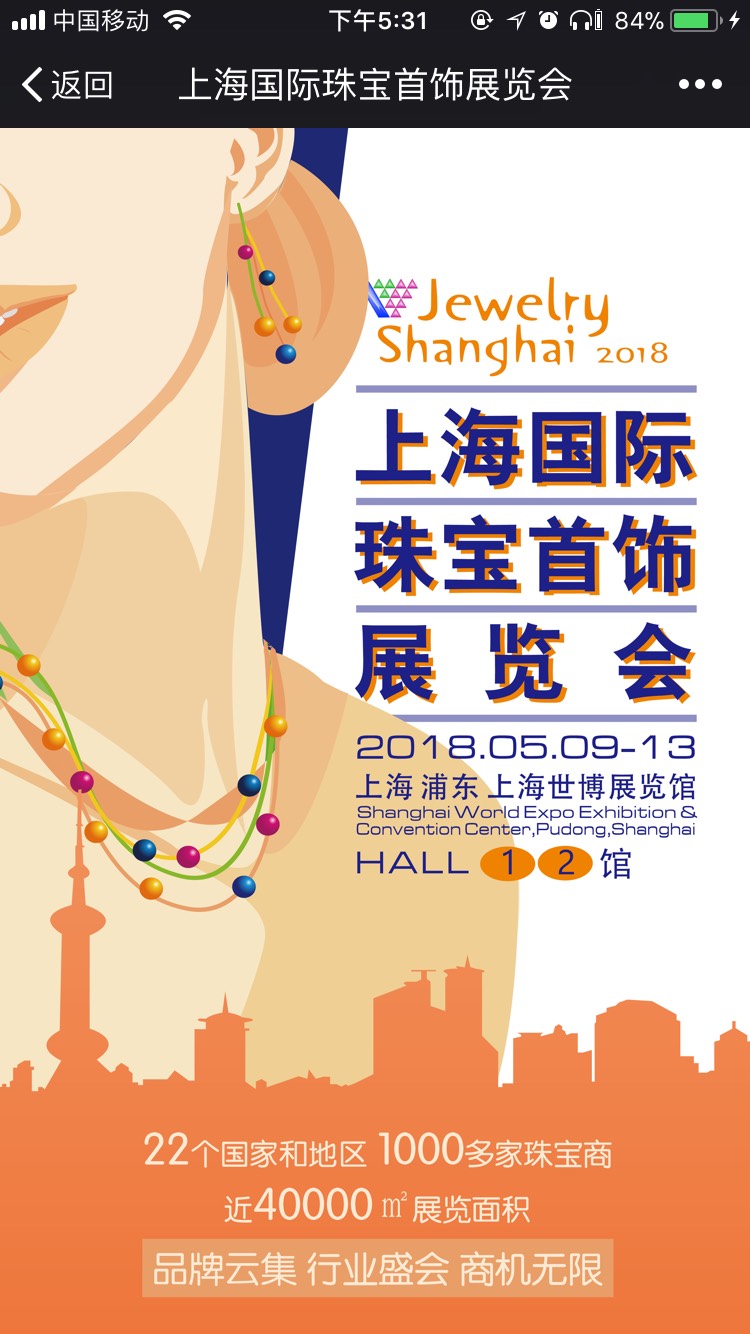 中国移动 下午5:31 84%
返回 上海国际珠宝首饰展览会
Jewelry
Shanghai 2018
上海国际
珠宝首饰
展览会
2018.05.09-13
上海 浦东 上海世博展览馆
Shanghai World Expo Exhibition &
Convention Center,Pudong,Shanghai
HALL 1 2 馆
22个国家和地区 1000多家珠宝商
近40000㎡展览面积
品牌云集 行业盛会 商机无限